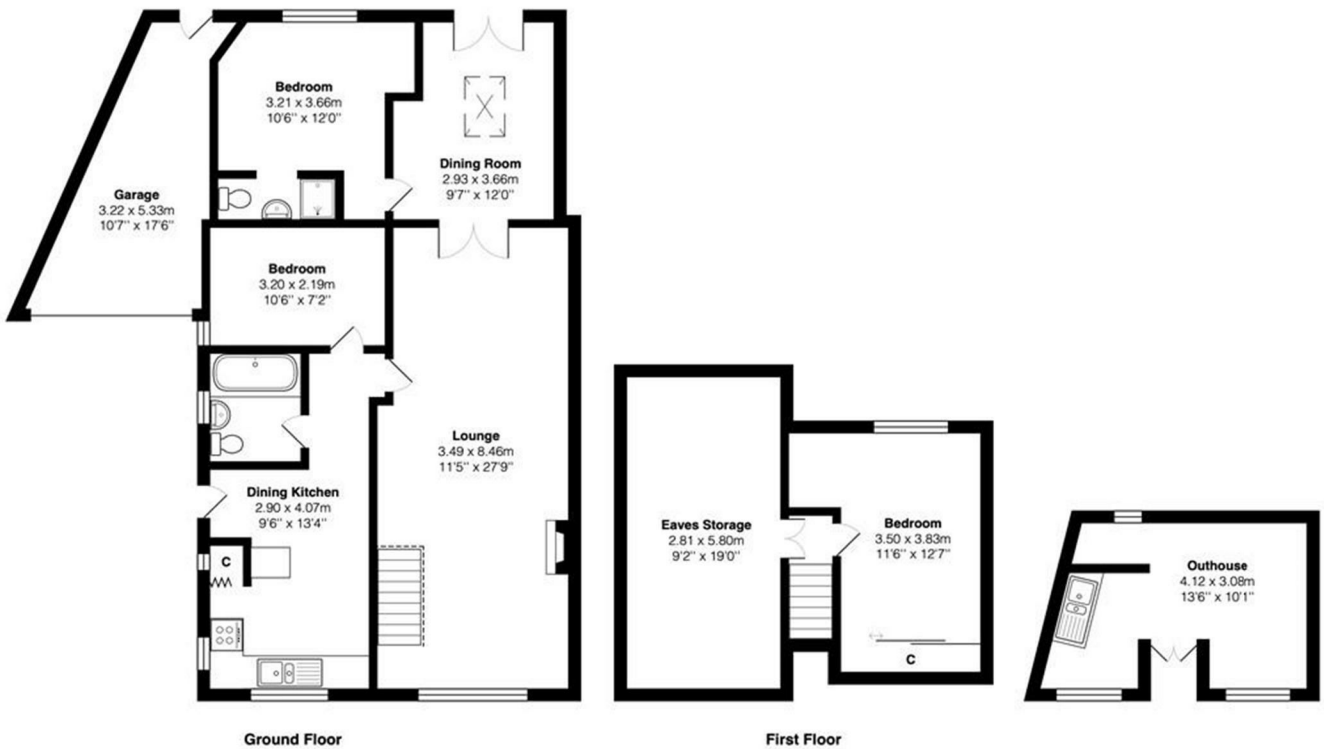 Bedroom
3.21 x 3.66m
10'6'' x 12'0''
Dining Room
2.93 x 3.66m
9'7'' x 12'0''
Garage
3.22 x 5.33m
10'7'' x 17'6''
Bedroom
3.20 x 2.19m
10'6'' x 7'2''
Lounge
3.49 x 8.46m
11'5'' x 27'9''
Dining Kitchen
2.90 x 4.07m
9'6'' x 13'4''
C
Eaves Storage
2.81 x 5.80m
9'2'' x 19'0''
Bedroom
3.50 x 3.83m
11'6'' x 12'7''
C
Outhouse
4.12 x 3.08m
13'6'' x 10'1''
Ground Floor
First Floor